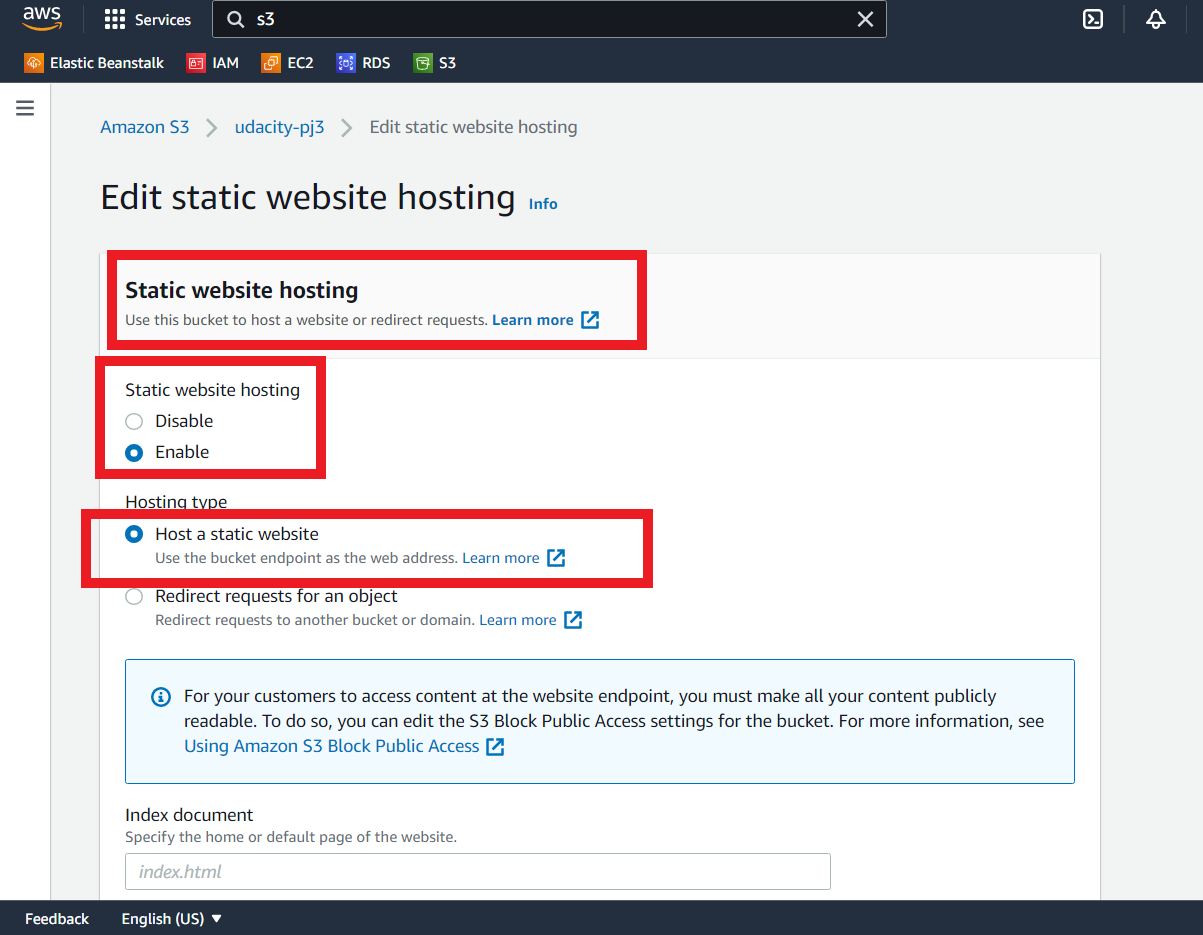 aws Services s3
Elastic Beanstalk IAM EC2 RDS S3
Amazon S3 udacity-pj3 Edit static website hosting
Edit static website hosting Info
Static website hosting
Use this bucket to host a website or redirect requests. Learn more
Static website hosting
Disable
Enable
Hosting type
Host a static website
Use the bucket endpoint as the web address. Learn more
Redirect requests for an object
Redirect requests to another bucket or domain. Learn more
For your customers to access content at the website endpoint, you must make all your content publicly
readable. To do so, you can edit the S3 Block Public Access settings for the bucket. For more information, see
Using Amazon S3 Block Public Access
Index document
Specify the home or default page of the website.
index.html
Feedback English (US)